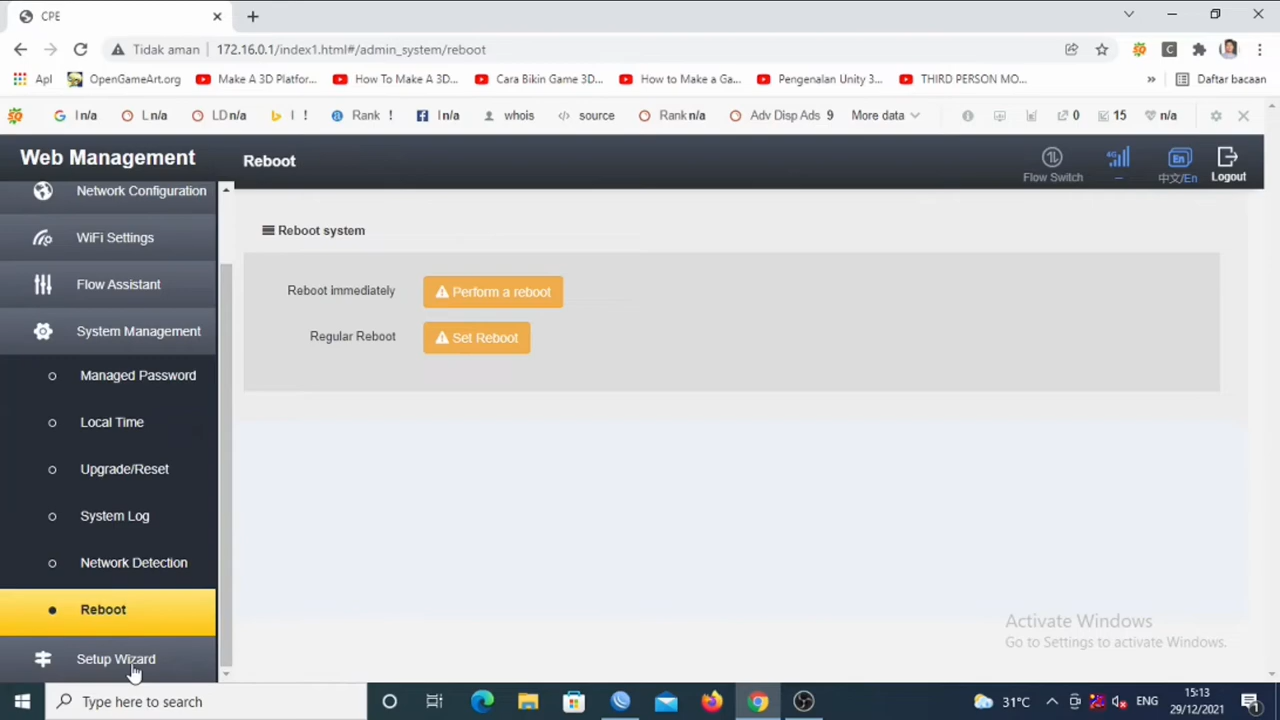 CPE
Tidak aman 172.16.0.1/index1.html#/admin_system/reboot
Apl OpenGameArt.org Make A 3D Platfor... How To Make A 3D... Cara Bikin Game 3D... How to Make a Ga... Pengenalan Unity 3... THIRD PERSON MO... » Daftar bacaan
I n/a L n/a LD n/a I ! Rank ! I n/a whois source Rank n/a Adv Disp Ads 9 More data 0 15 n/a
Web Management
Reboot
Flow Switch
4G
—
En
中文/En
Logout
Network Configuration
WiFi Settings
Flow Assistant
System Management
Managed Password
Local Time
Upgrade/Reset
System Log
Network Detection
Reboot
Setup Wizard
Reboot system
Reboot immediately Perform a reboot
Regular Reboot Set Reboot
Activate Windows
Go to Settings to activate Windows.
Type here to search
31°C ENG
15:13
29/12/2021
1